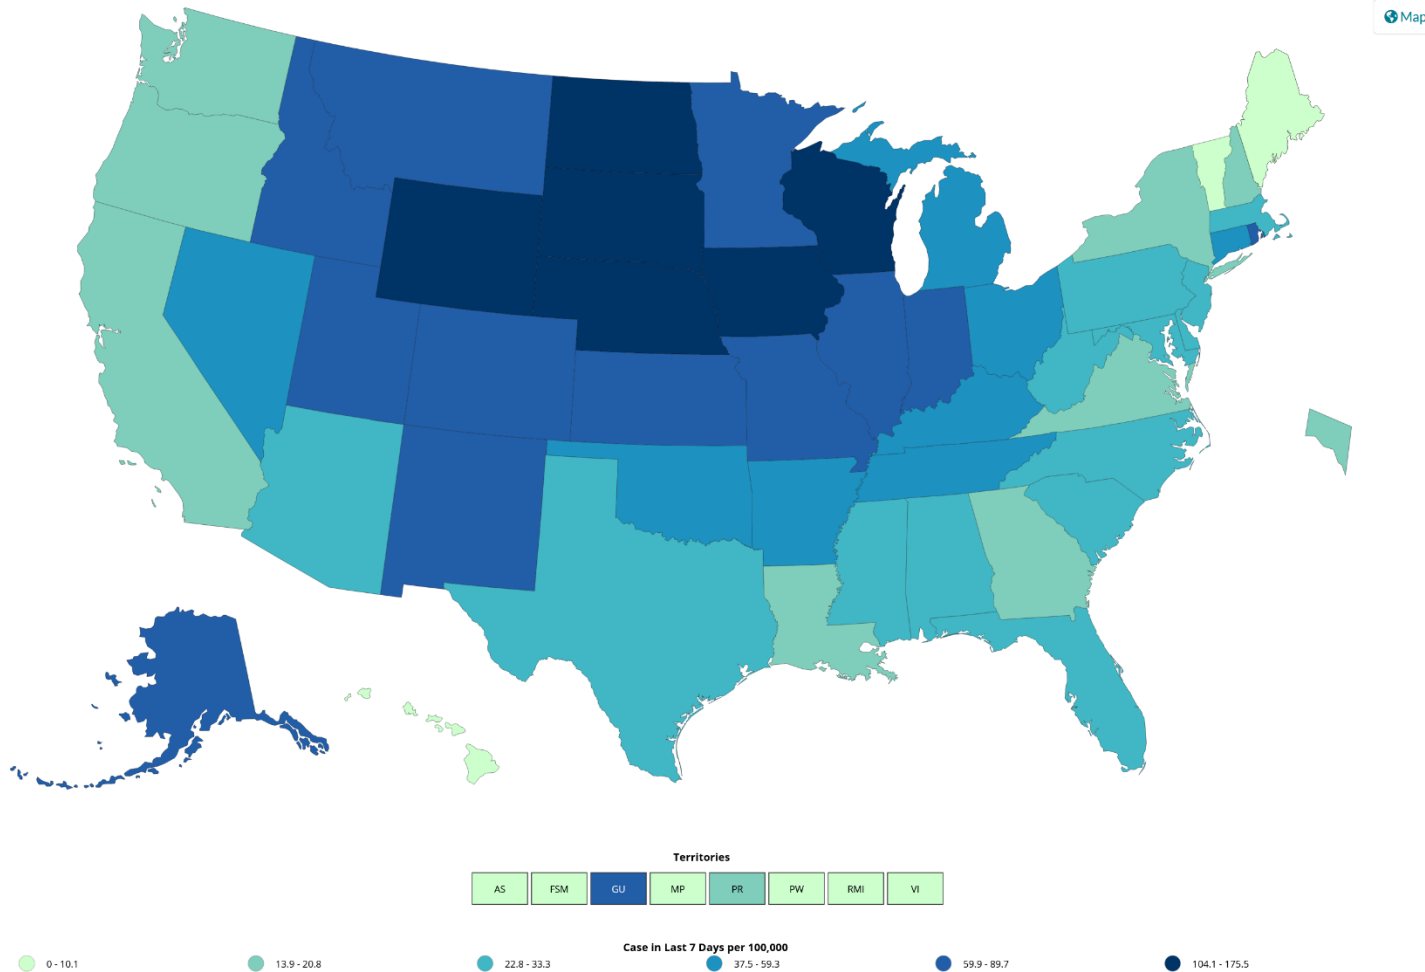 Map
Territories
AS FSM GU MP PR PW RMI VI
Case in Last 7 Days per 100,000
0 - 10.1 13.9 - 20.8 22.8 - 33.3 37.5 - 59.3 59.9 - 89.7 104.1 - 175.5